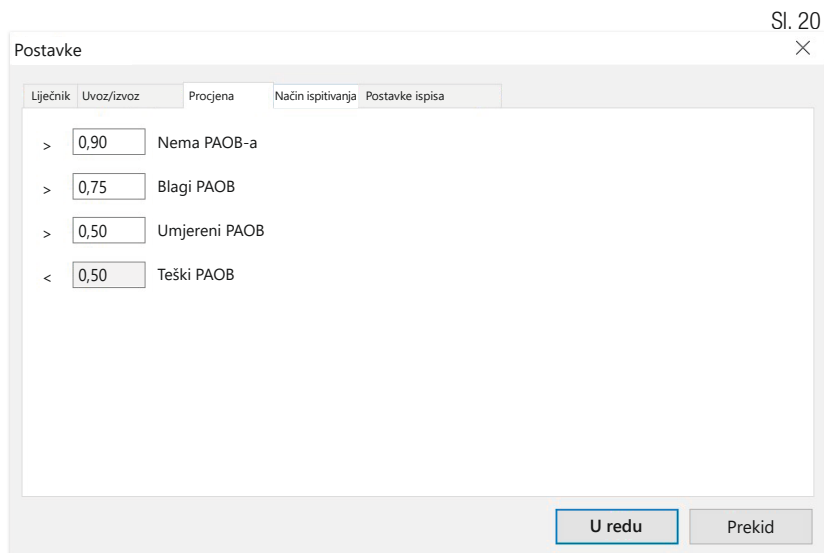 Sl. 20
Postavke
Liječnik Uvoz/izvoz Procjena Način ispitivanja Postavke ispisa
> 0,90 Nema PAOB-a
> 0,75 Blagi PAOB
> 0,50 Umjereni PAOB
< 0,50 Teški PAOB
U redu Prekid